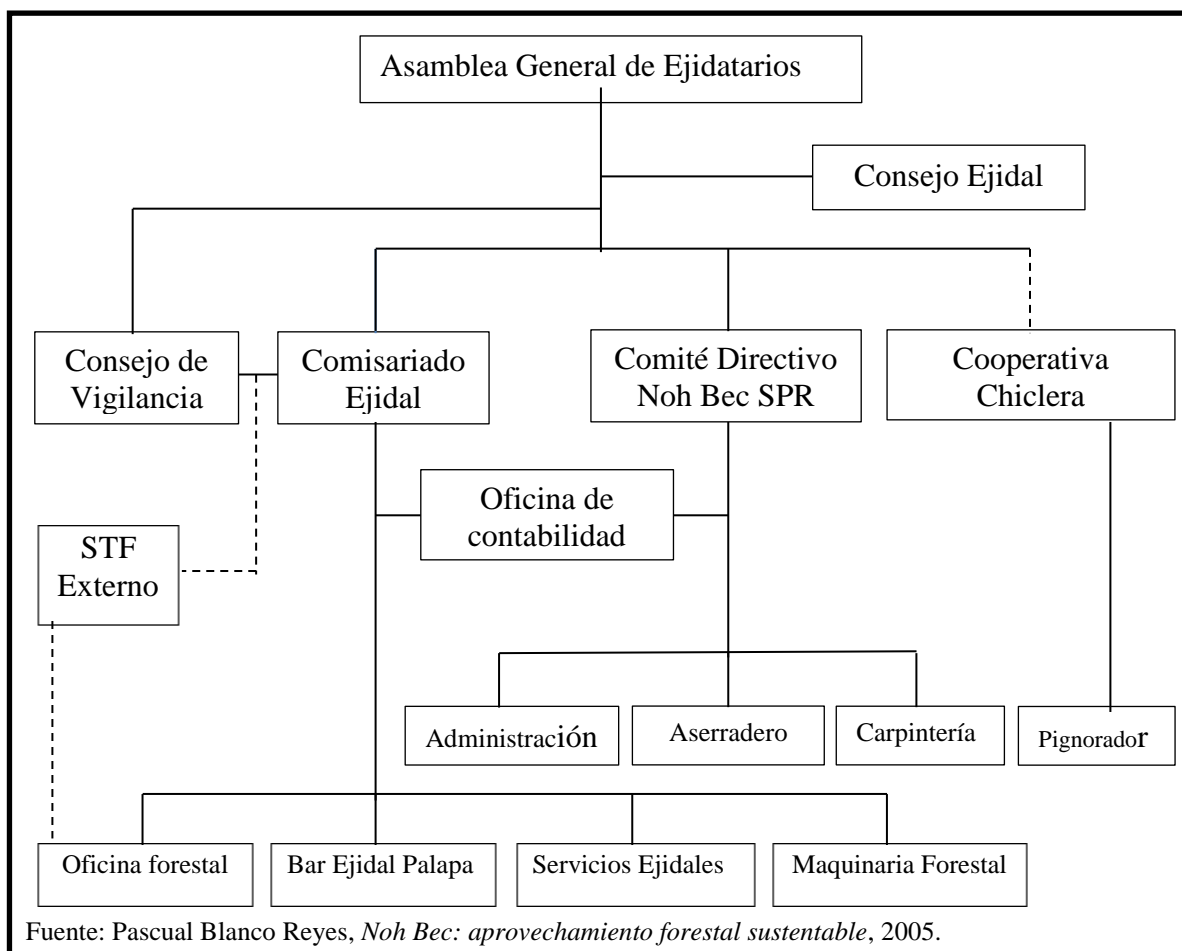 Asamblea General de Ejidatarios
Consejo Ejidal
Consejo de
Vigilancia
Comisariado
Ejidal
Comité Directivo
Noh Bec SPR
Cooperativa
Chiclera
Oficina de
contabilidad
STF
Externo
Administración
Aserradero
Carpintería
Pignorador
Oficina forestal
Bar Ejidal Palapa
Servicios Ejidales
Maquinaria Forestal
Fuente: Pascual Blanco Reyes, Noh Bec: aprovechamiento forestal sustentable, 2005.